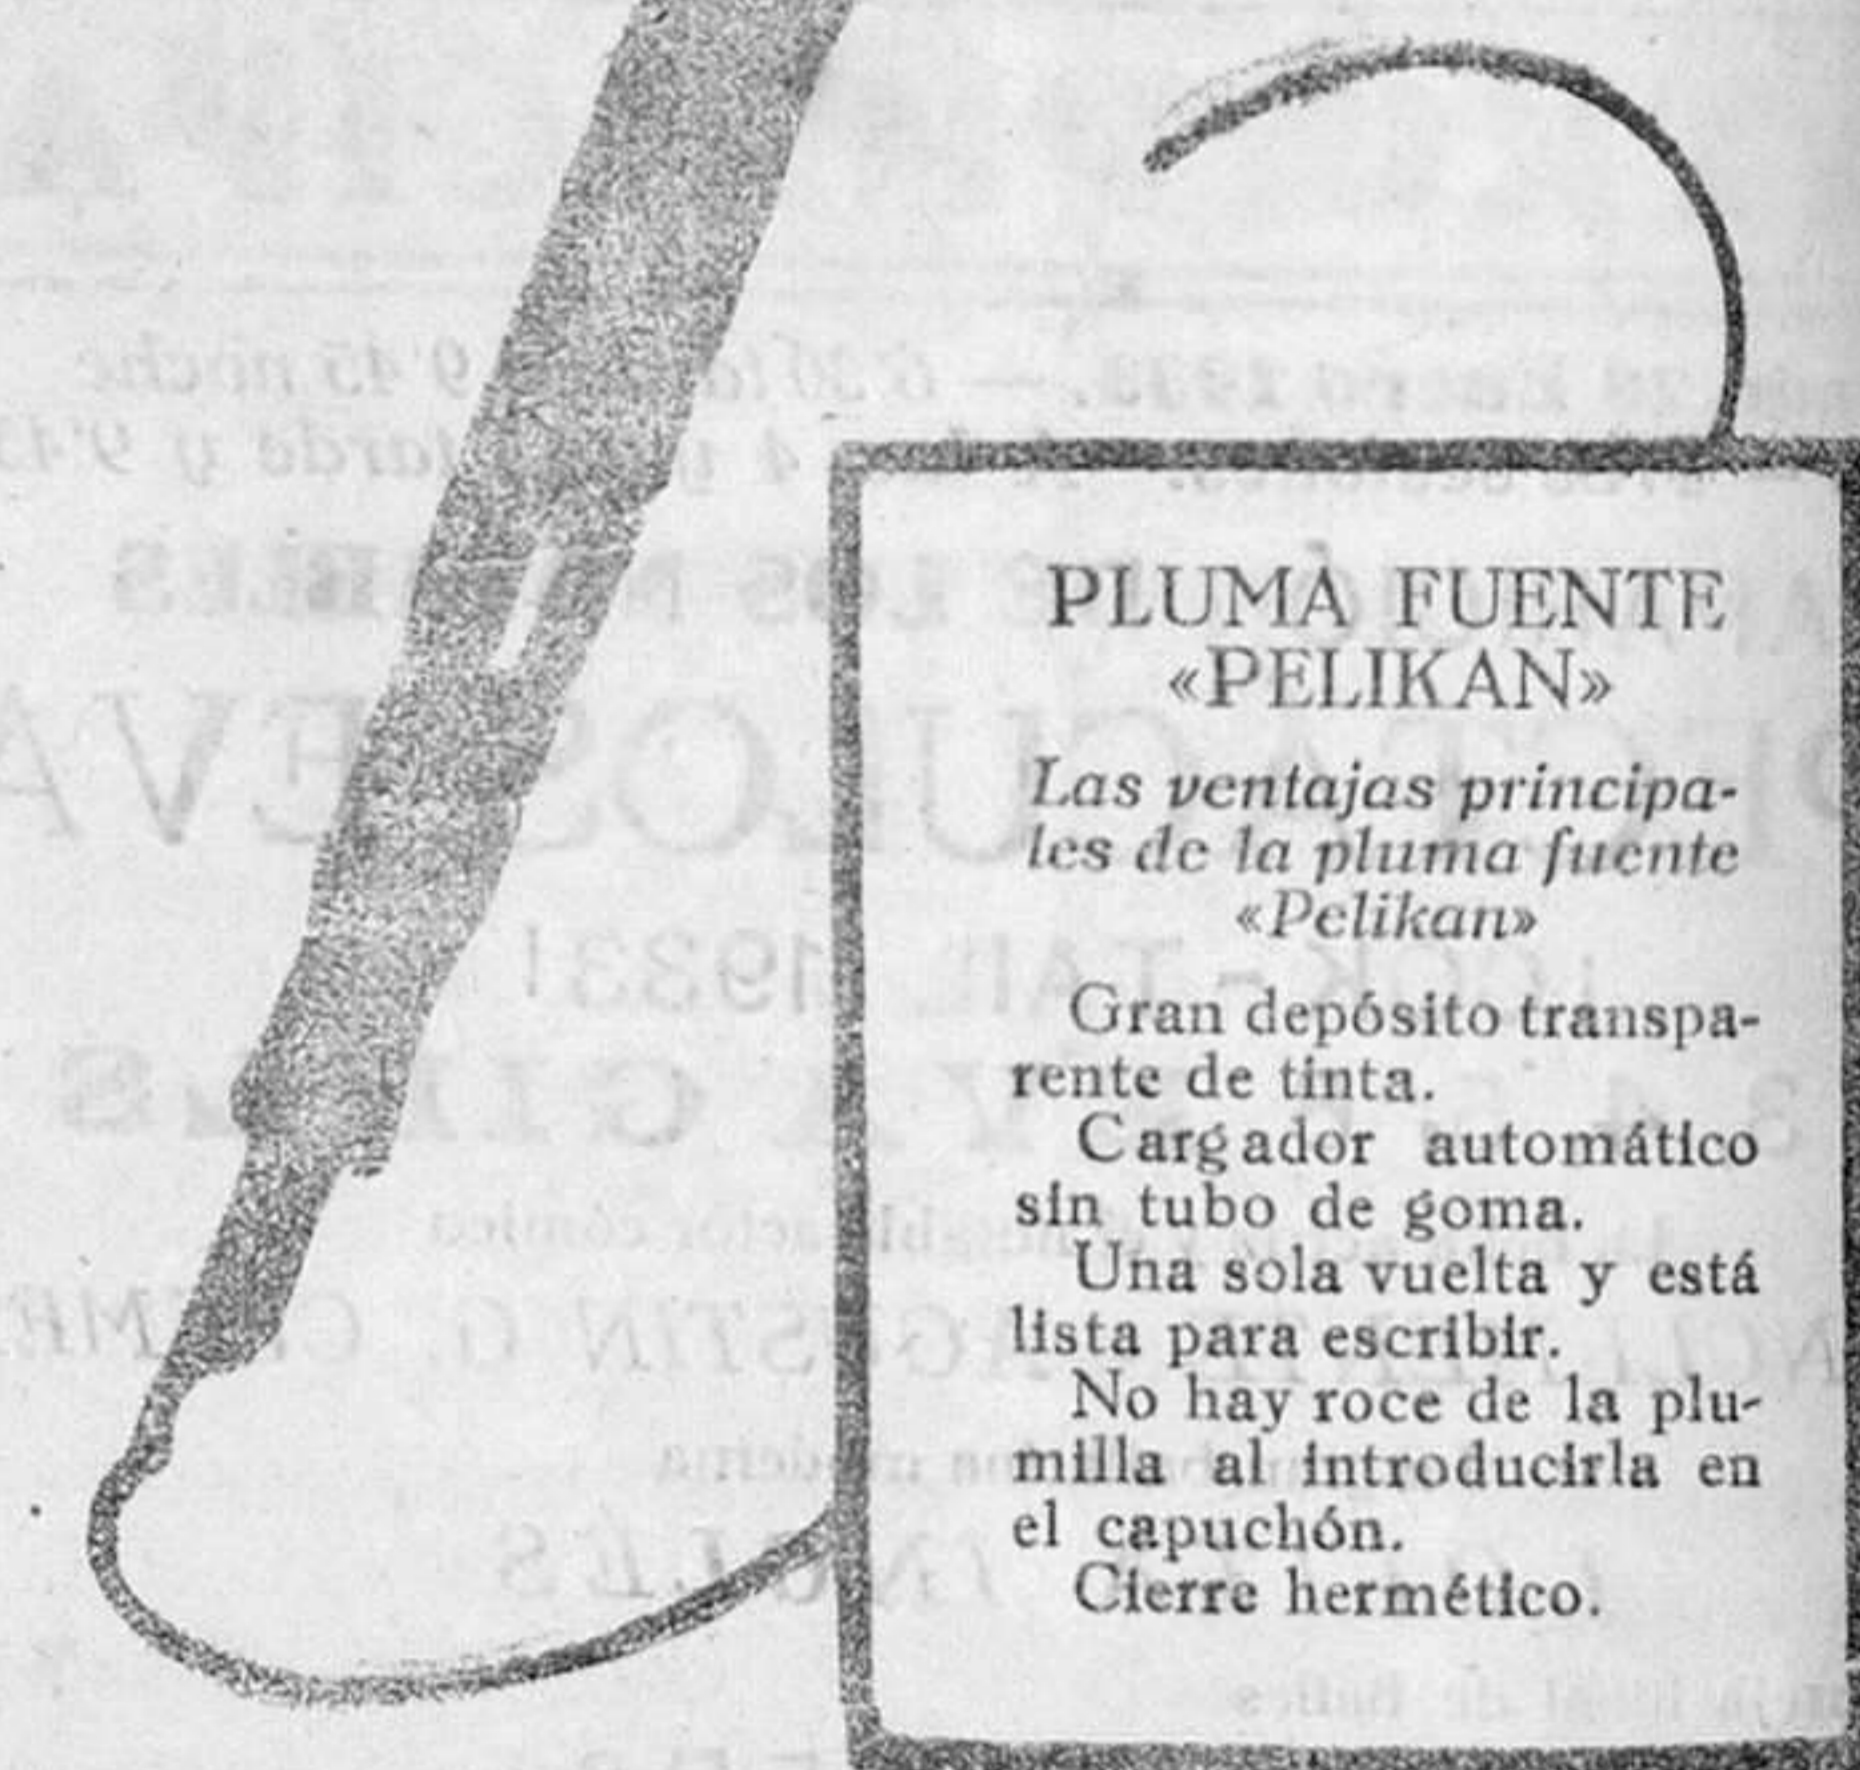 PLUMA FUENTE
«PELIKAN»
Las ventajas principa-
les de la pluma fuente
«Pelikan»
Gran depósito transpa-
rente de tinta.
Cargador automático
sin tubo de goma.
Una sola vuelta y está
lista para escribir.
No hay roce de la plu-
milla al introducirla en
el capuchón.
Cierre hermético.